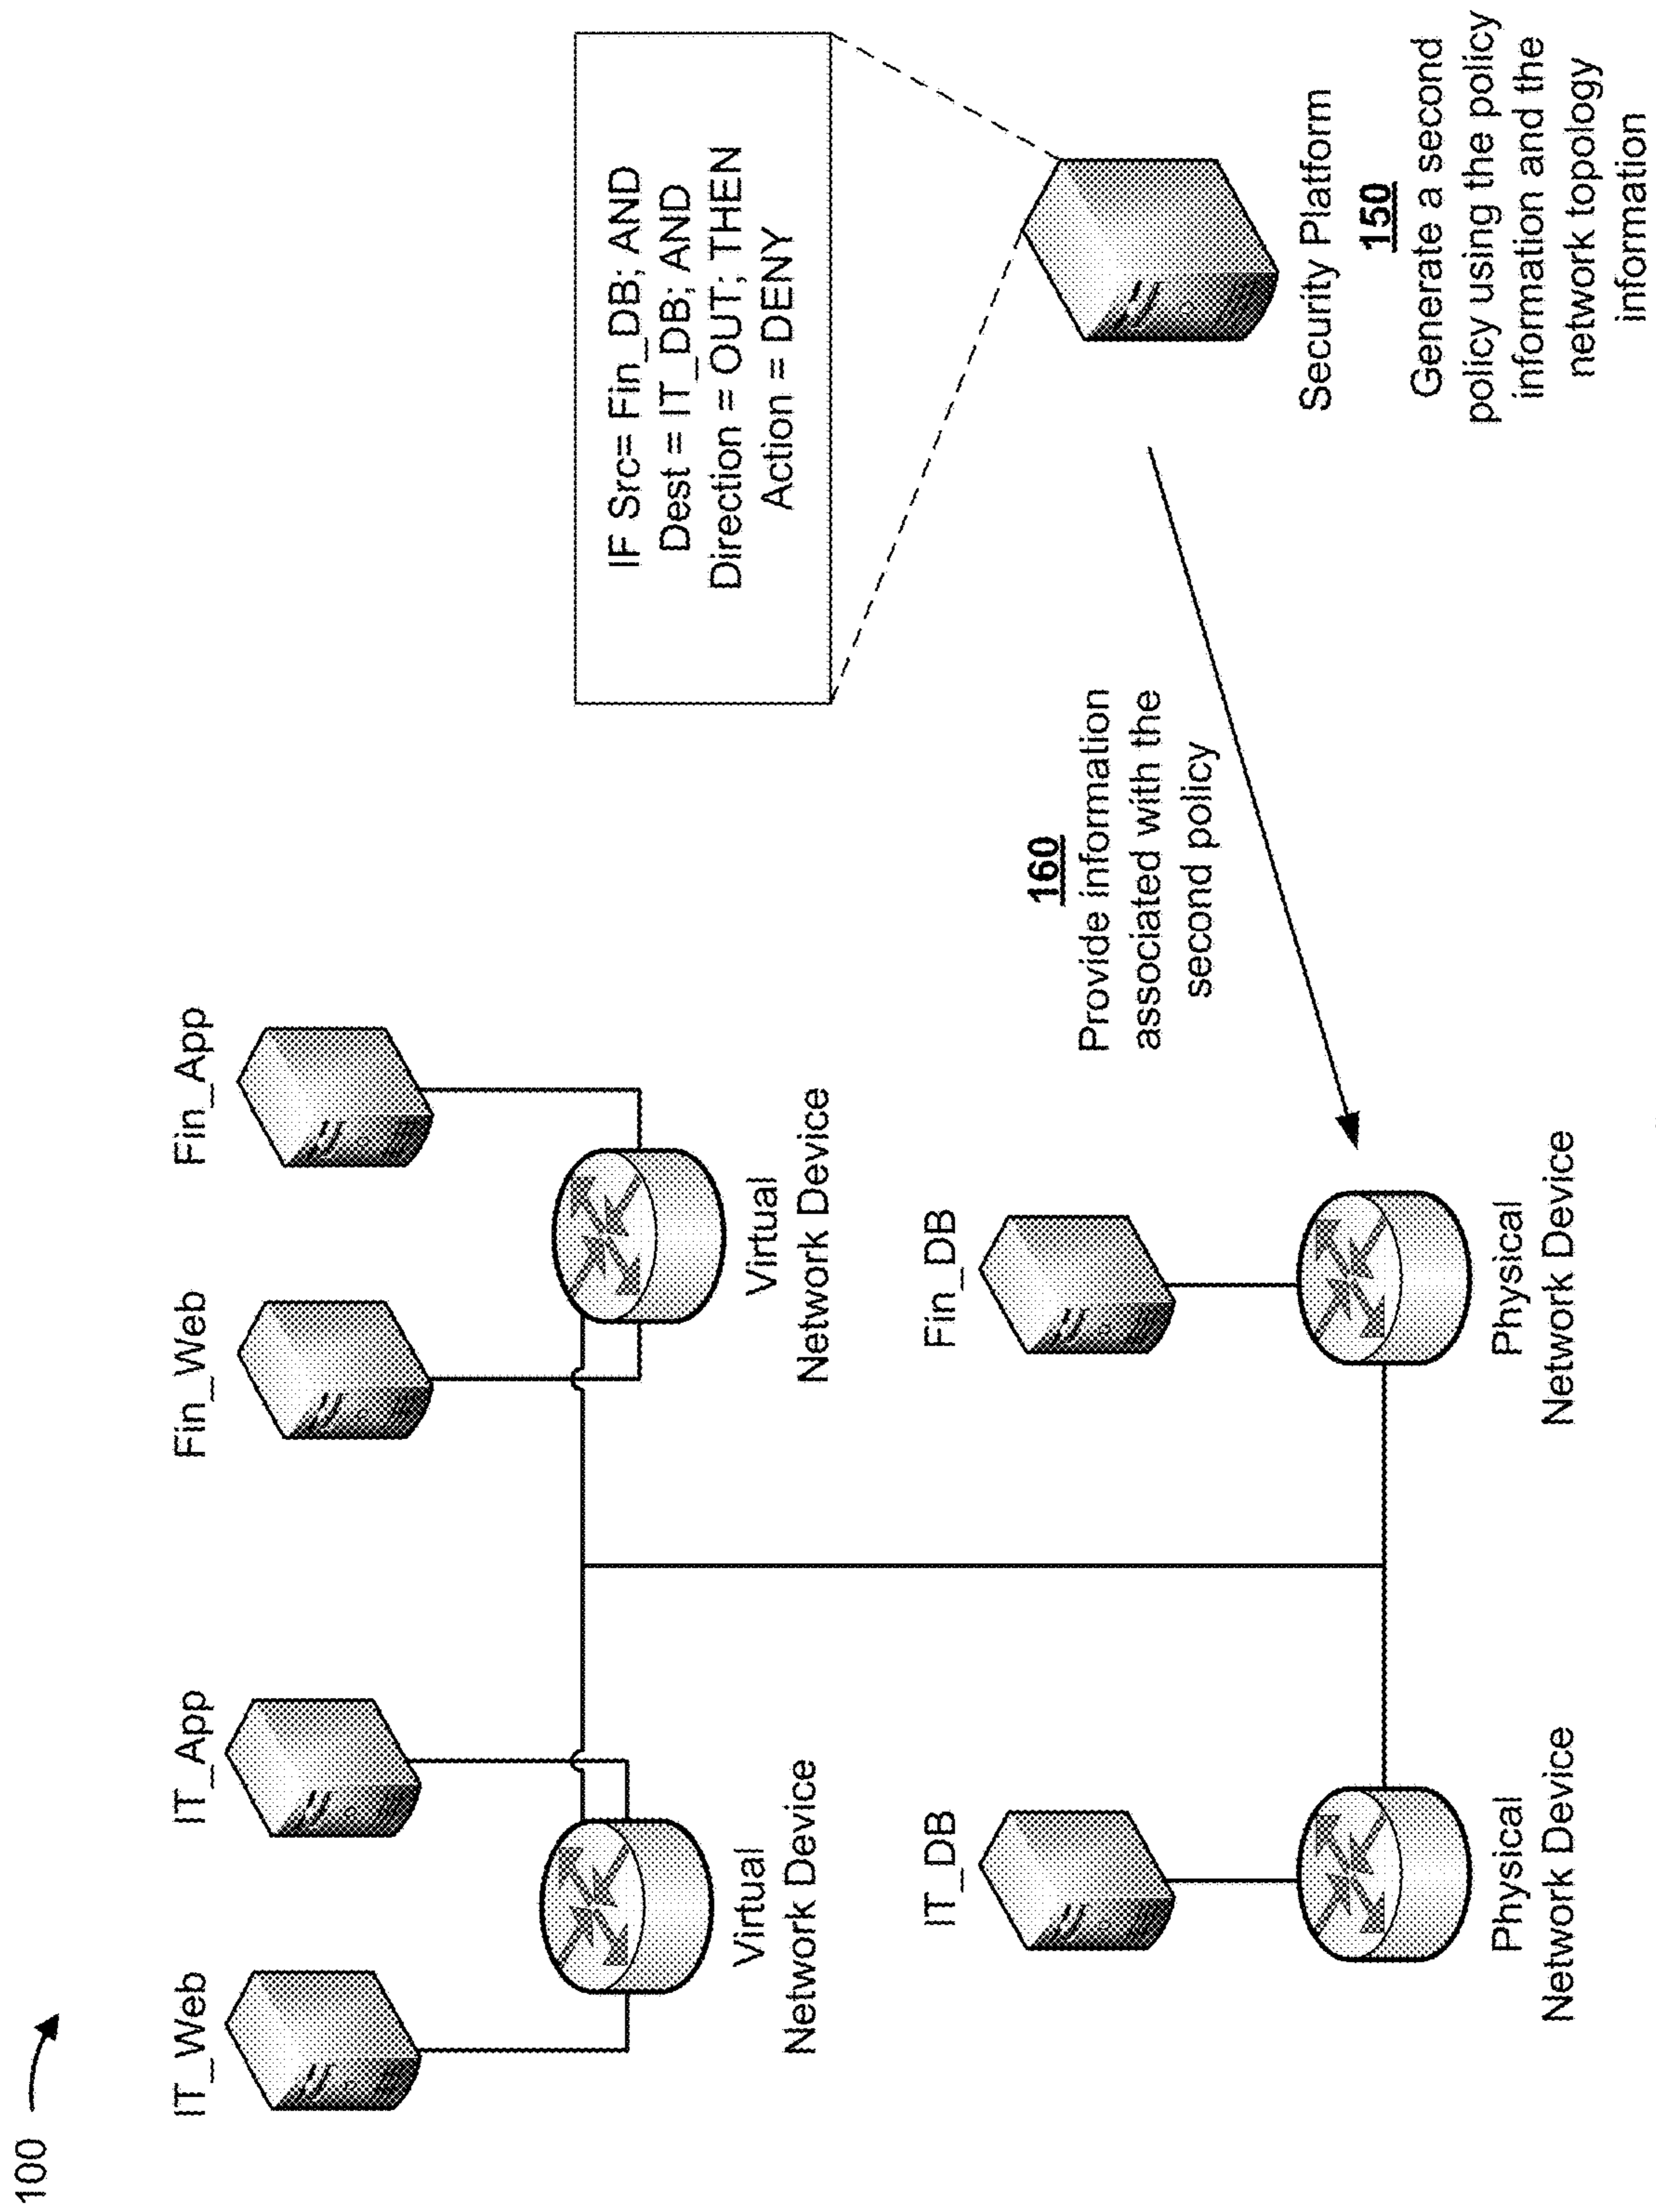 100
IT_Web
IT_App
Fin_Web
Fin_App
Virtual
Network Device
Virtual
Network Device
IF Src= Fin_DB; AND
Dest = IT_DB; AND
Direction = OUT; THEN
Action = DENY
IT_DB
Fin_DB
160
Provide information
associated with the
second policy
Physical
Network Device
Physical
Network Device
Security Platform
150
Generate a second
policy using the policy
information and the
network topology
information